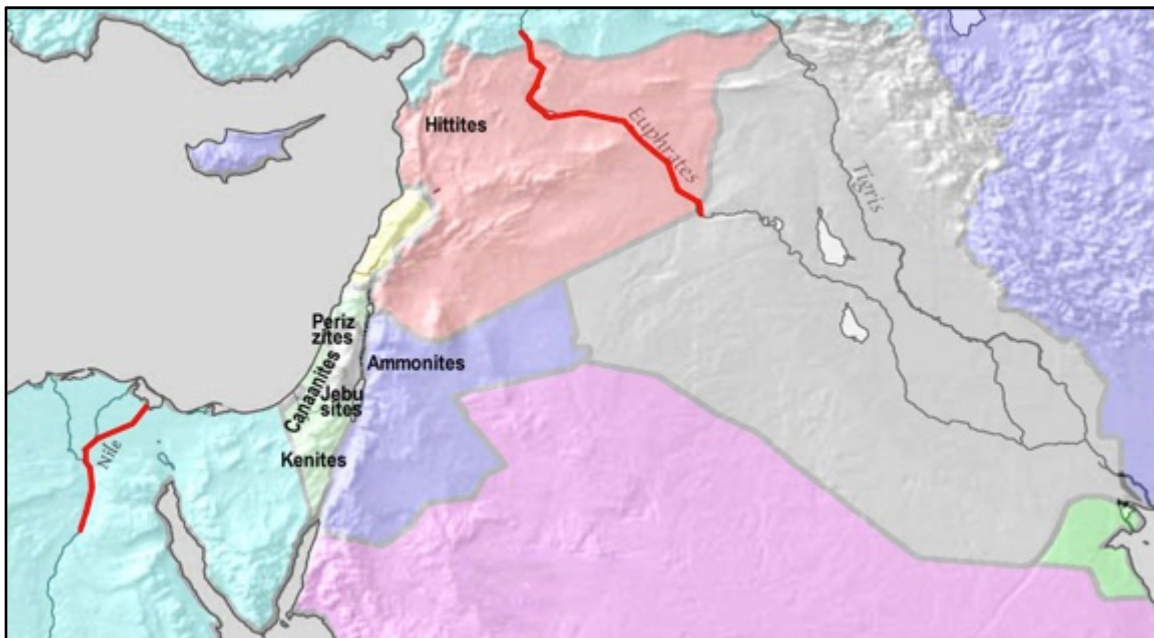 Hittites
Euphrates
Tigris
Periz
zites
Canaanites
Ammonites
Jebu
sites
Nile
Kenites